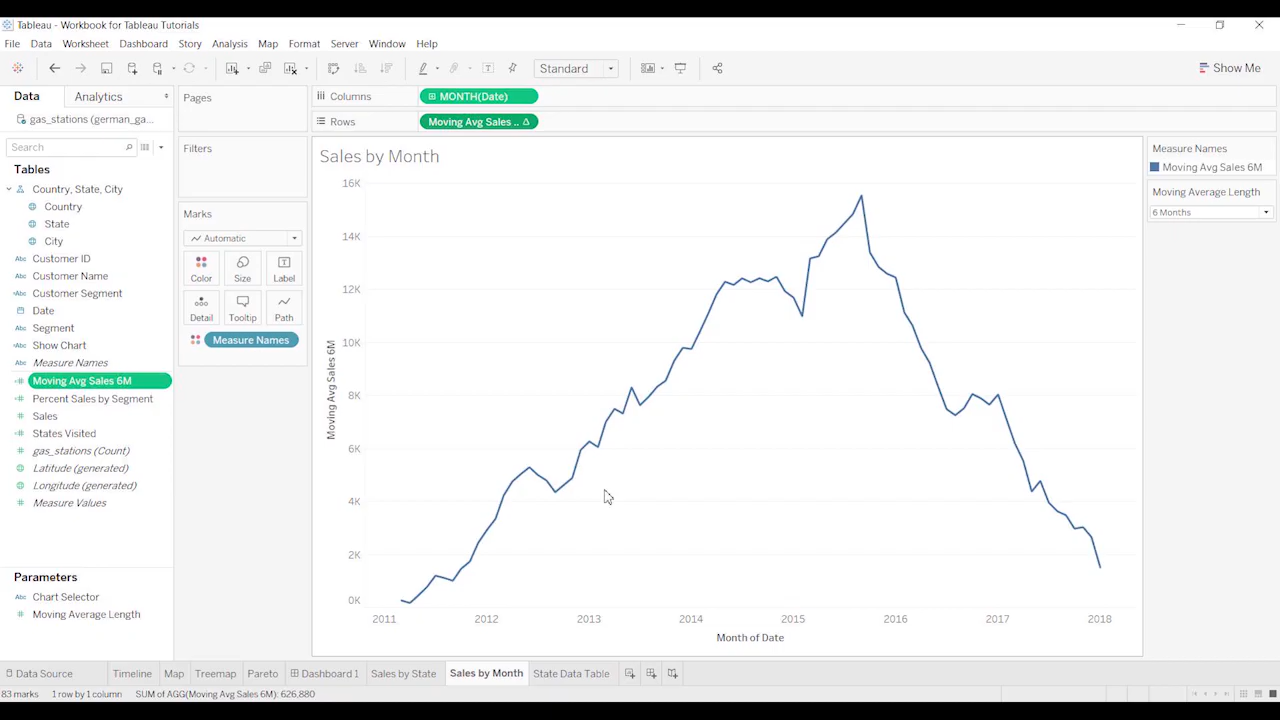 Tableau - Workbook for Tableau Tutorials
File Data Worksheet Dashboard Story Analysis Map Format Server Window Help
Standard
Show Me
Data Analytics
gas_stations (german_ga...
Search
Tables
Country, State, City
Country
State
City
Abc Customer ID
Abc Customer Name
Abc Customer Segment
Date
Abc Segment
Abc Show Chart
Abc Measure Names
# Moving Avg Sales 6M
# Percent Sales by Segment
# Sales
# States Visited
# gas_stations (Count)
Latitude (generated)
Longitude (generated)
# Measure Values
Parameters
Abc Chart Selector
# Moving Average Length
Pages
Filters
Marks
Automatic
Color Size Label
Detail Tooltip Path
Measure Names
Columns MONTH(Date)
Rows Moving Avg Sales ..
Sales by Month
16K
14K
12K
10K
8K
6K
4K
2K
0K
Moving Avg Sales 6M
2011 2012 2013 2014 2015 2016 2017 2018
Month of Date
Measure Names
Moving Avg Sales 6M
Moving Average Length
6 Months
Data Source Timeline Map Treemap Pareto Dashboard 1 Sales by State Sales by Month State Data Table
83 marks 1 row by 1 column SUM of AGG(Moving Avg Sales 6M): 626,880